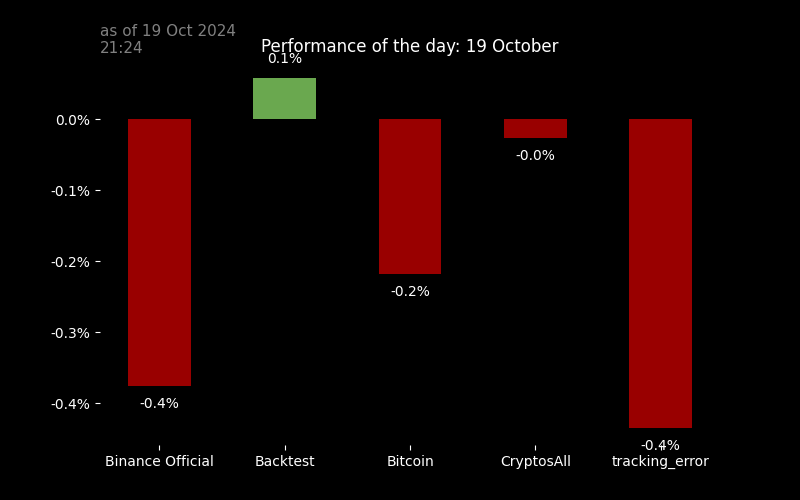 as of 19 Oct 2024
21:24
Performance of the day: 19 October
0.1%
0.0%
-0.0%
-0.1%
-0.2%
-0.2%
-0.3%
-0.4%
-0.4%
-0.4%
Binance Official
Backtest
Bitcoin
CryptosAll
tracking_error